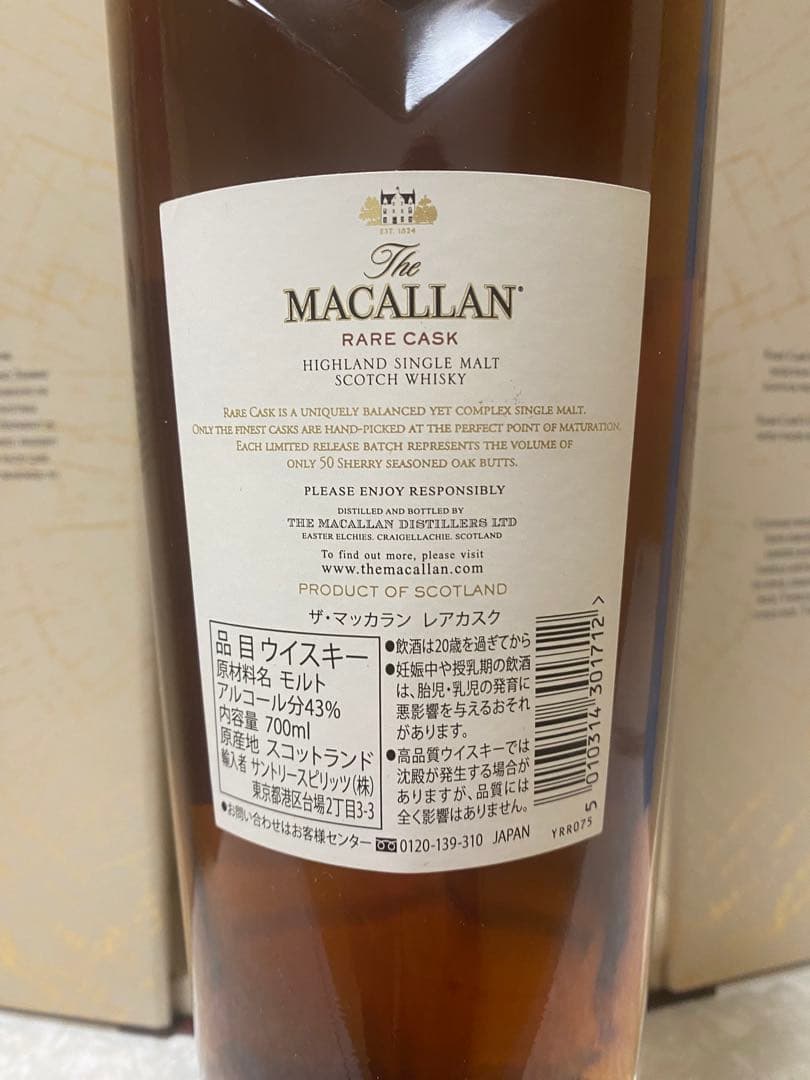 EST. 1824
The
MACALLAN®
RARE CASK
HIGHLAND SINGLE MALT
SCOTCH WHISKY
RARE CASK IS A UNIQUELY BALANCED YET COMPLEX SINGLE MALT.
ONLY THE FINEST CASKS ARE HAND-PICKED AT THE PERFECT POINT OF MATURATION.
EACH LIMITED RELEASE BATCH REPRESENTS THE VOLUME OF
ONLY 50 SHERRY SEASONED OAK BUTTS.
PLEASE ENJOY RESPONSIBLY
DISTILLED AND BOTTLED BY
THE MACALLAN DISTILLERS LTD
EASTER ELCHIES, CRAIGELLACHIE, SCOTLAND
To find out more, please visit
www.themacallan.com
PRODUCT OF SCOTLAND
ザ・マッカラン レアカスク
品目 ウイスキー
原材料名 モルト
アルコール分43%
内容量 700ml
原産地 スコットランド
輸入者 サントリースピリッツ(株)
東京都港区台場2丁目3-3
●飲酒は20歳を過ぎてから
●妊娠中や授乳期の飲酒
は、胎児・乳児の発育に
悪影響を与えるおそれ
があります。
●高品質ウイスキーでは
沈殿が発生する場合が
ありますが、品質には
全く影響はありません。
●お問い合わせはお客様センター 0120-139-310 JAPAN
YRR075
5 010314 301712 >